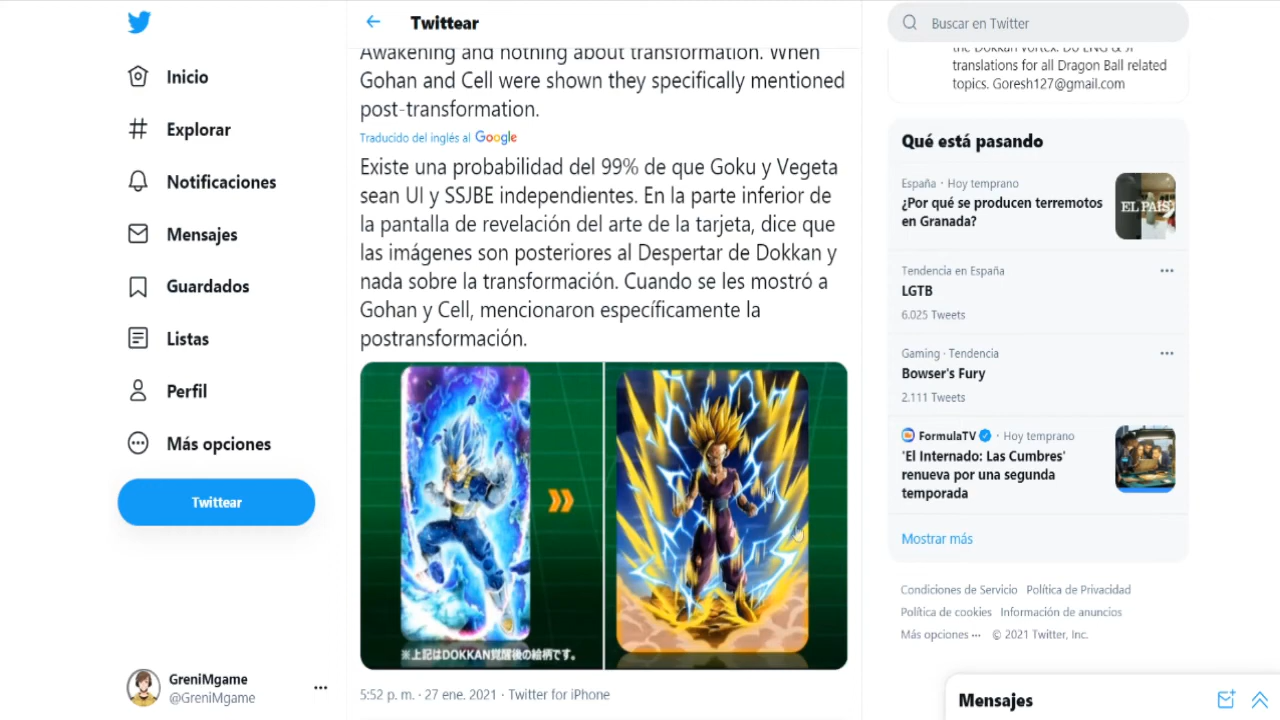 Inicio
Explorar
Notificaciones
Mensajes
Guardados
Listas
Perfil
Más opciones
Twittear
GreniMgame
@GreniMgame
Twittear
Awakening and nothing about transformation. When
Gohan and Cell were shown they specifically mentioned
post-transformation.
Traducido del inglés al Google
Existe una probabilidad del 99% de que Goku y Vegeta
sean UI y SSJBE independientes. En la parte inferior de
la pantalla de revelación del arte de la tarjeta, dice que
las imágenes son posteriores al Despertar de Dokkan y
nada sobre la transformación. Cuando se les mostró a
Gohan y Cell, mencionaron específicamente la
postransformación.
※上記はDOKKAN覚醒後の絵柄です。
5:52 p. m. · 27 ene. 2021 · Twitter for iPhone
Buscar en Twitter
the Dokkan Vortex. Do ENG & JP
translations for all Dragon Ball related
topics. Goresh127@gmail.com
Qué está pasando
España · Hoy temprano
¿Por qué se producen terremotos
en Granada?
EL PAÍS
Tendencia en España
LGTB
6.025 Tweets
Gaming · Tendencia
Bowser's Fury
2.111 Tweets
FormulaTV · Hoy temprano
'El Internado: Las Cumbres'
renueva por una segunda
temporada
Mostrar más
Condiciones de Servicio Política de Privacidad
Política de cookies Información de anuncios
Más opciones ··· © 2021 Twitter, Inc.
Mensajes